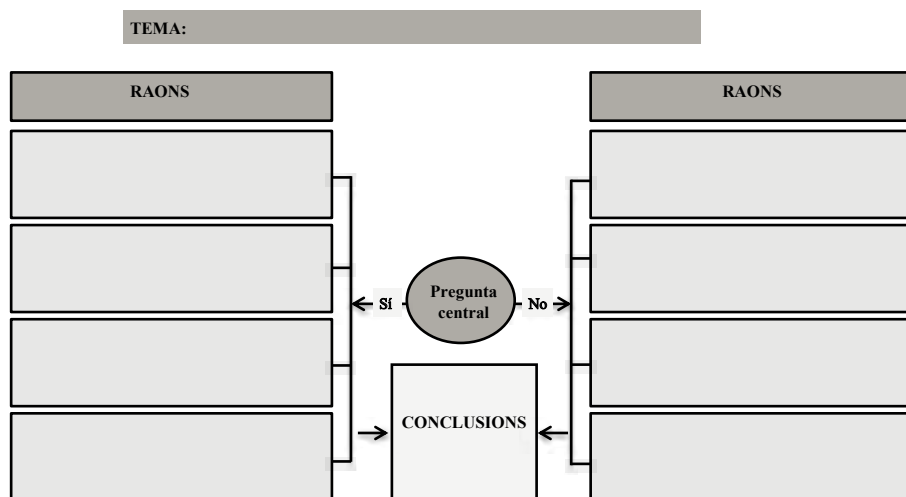 TEMA:
RAONS
RAONS
Sí
Pregunta
central
No
CONCLUSIONS